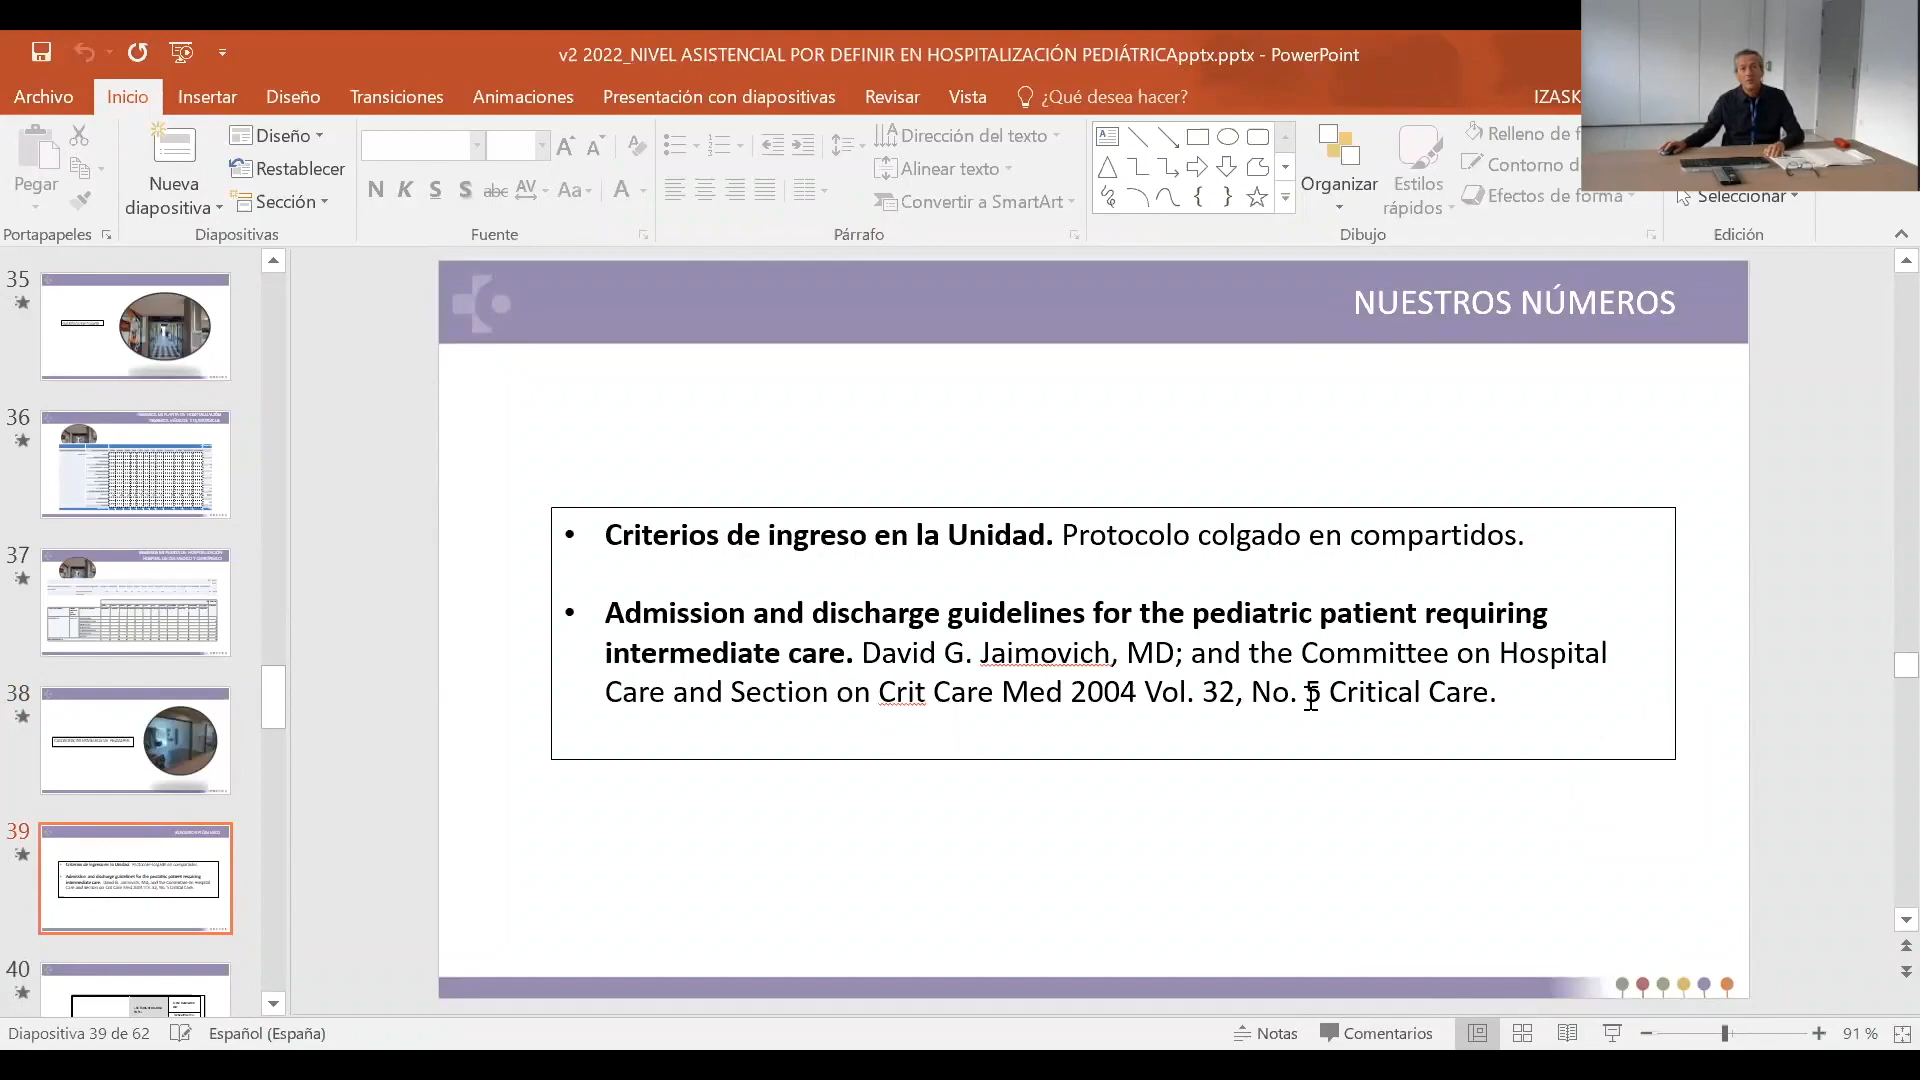 v2 2022_NIVEL ASISTENCIAL POR DEFINIR EN HOSPITALIZACIÓN PEDIÁTRICApptx.pptx - PowerPoint
Archivo Inicio Insertar Diseño Transiciones Animaciones Presentación con diapositivas Revisar Vista ¿Qué desea hacer? IZASK
Pegar
Nueva diapositiva
Diseño
Restablecer
Sección
N K S S abc AV Aa A
Dirección del texto
Alinear texto
Convertir a SmartArt
Organizar
Estilos rápidos
Relleno de f
Contorno d
Efectos de forma
Seleccionar
Portapapeles Diapositivas Fuente Párrafo Dibujo Edición
35
36
37
38
39
40
NUESTROS NÚMEROS
• Criterios de ingreso en la Unidad. Protocolo colgado en compartidos.
• Admission and discharge guidelines for the pediatric patient requiring
intermediate care. David G. Jaimovich, MD; and the Committee on Hospital
Care and Section on Crit Care Med 2004 Vol. 32, No. 5 Critical Care.
Diapositiva 39 de 62 Español (España) Notas Comentarios 91 %